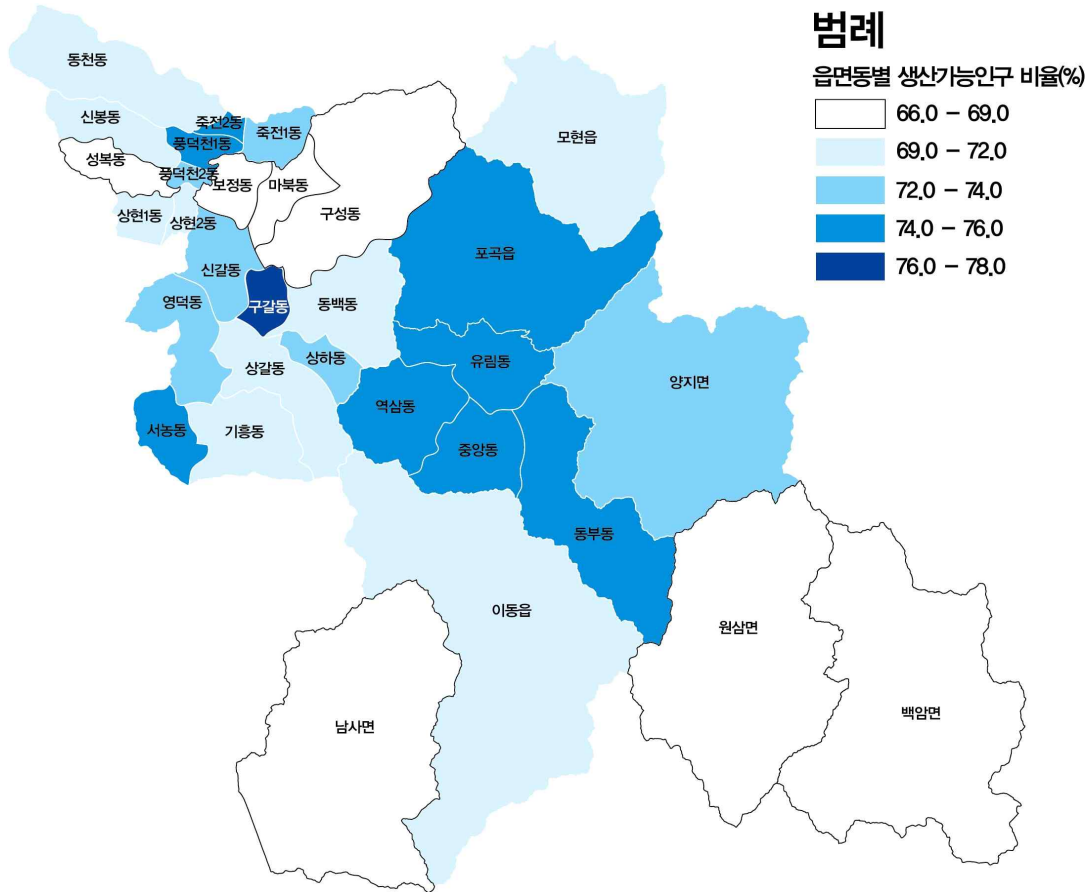 범례
읍면동별 생산가능인구 비율(%)
66.0 – 69.0
69.0 – 72.0
72.0 – 74.0
74.0 – 76.0
76.0 – 78.0
동천동
신봉동
죽전2동
죽전1동
풍덕천1동
성복동
풍덕천2동
보정동
마북동
모현읍
상현1동
상현2동
구성동
신갈동
포곡읍
영덕동
구갈동
동백동
상갈동
상하동
유림동
양지면
역삼동
서농동
기흥동
중앙동
동부동
이동읍
원삼면
남사면
백암면